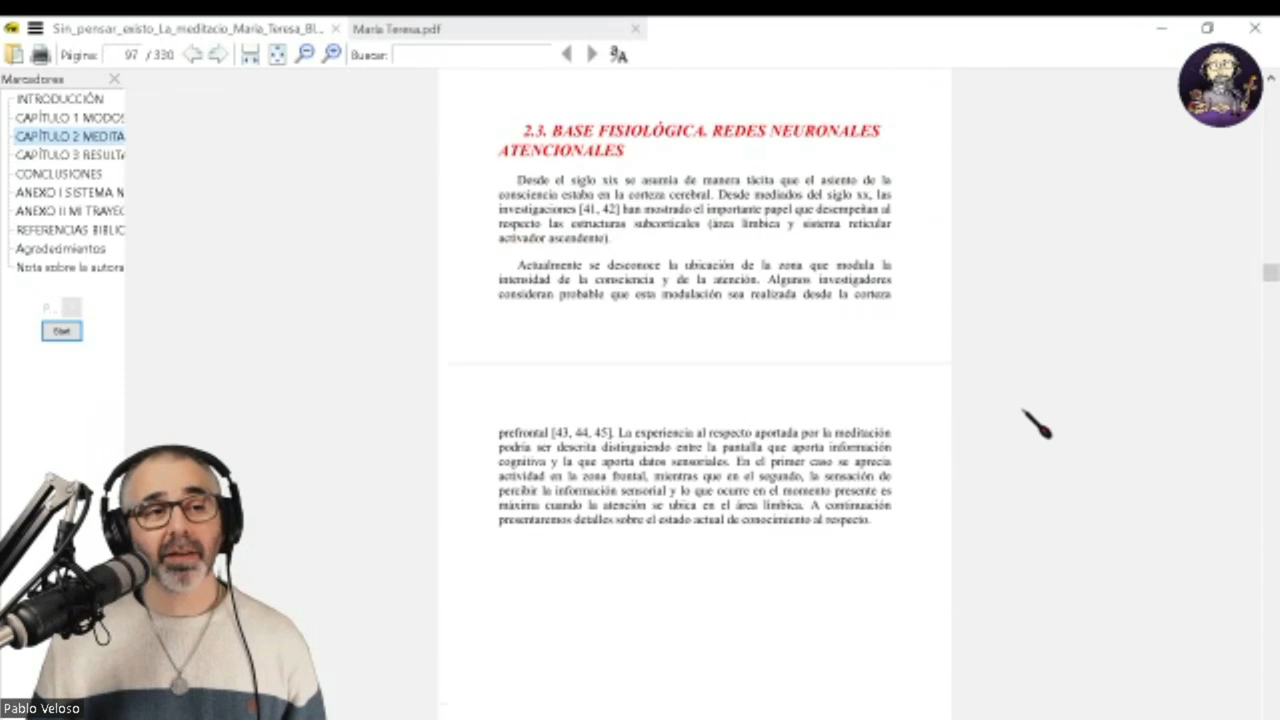 Sin_pensar_existo_La_meditacio_Maria_Teresa_Bl...
María Teresa.pdf
Página: 97 / 330
Buscar:
Marcadores
INTRODUCCIÓN
CAPÍTULO 1 MODOS
CAPÍTULO 2 MEDITA
CAPÍTULO 3 RESULTA
CONCLUSIONES
ANEXO I SISTEMA N
ANEXO II MI TRAYEC
REFERENCIAS BIBLIC
Agradecimientos
Nota sobre la autora
P...
Start
2.3. BASE FISIOLÓGICA. REDES NEURONALES
ATENCIONALES
Desde el siglo xix se asumía de manera tácita que el asiento de la
consciencia estaba en la corteza cerebral. Desde mediados del siglo xx, las
investigaciones [41, 42] han mostrado el importante papel que desempeñan al
respecto las estructuras subcorticales (área límbica y sistema reticular
activador ascendente).
Actualmente se desconoce la ubicación de la zona que modula la
intensidad de la consciencia y de la atención. Algunos investigadores
consideran probable que esta modulación sea realizada desde la corteza
prefrontal [43, 44, 45]. La experiencia al respecto aportada por la meditación
podría ser descrita distinguiendo entre la pantalla que aporta información
cognitiva y la que aporta datos sensoriales. En el primer caso se aprecia
actividad en la zona frontal, mientras que en el segundo, la sensación de
percibir la información sensorial y lo que ocurre en el momento presente es
máxima cuando la atención se ubica en el área límbica. A continuación
presentaremos detalles sobre el estado actual de conocimiento al respecto.
Pablo Veloso